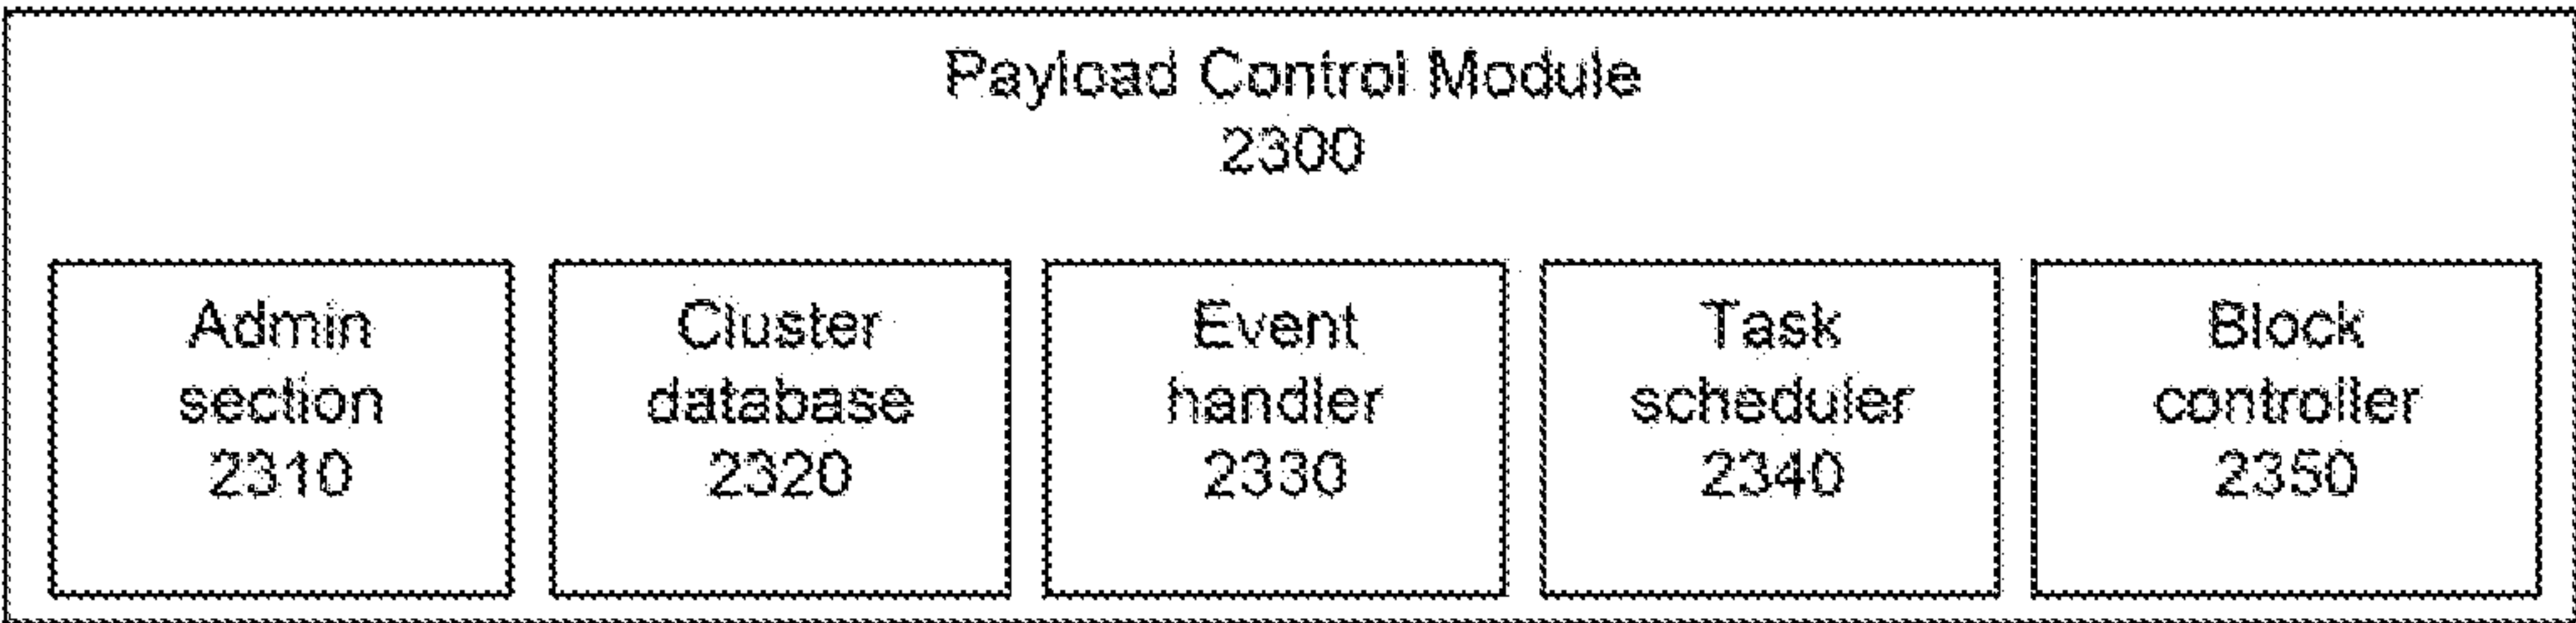 Payload Control Module
2300
Admin
section
2310
Cluster
database
2320
Event
handler
2330
Task
scheduler
2340
Block
controller
2350